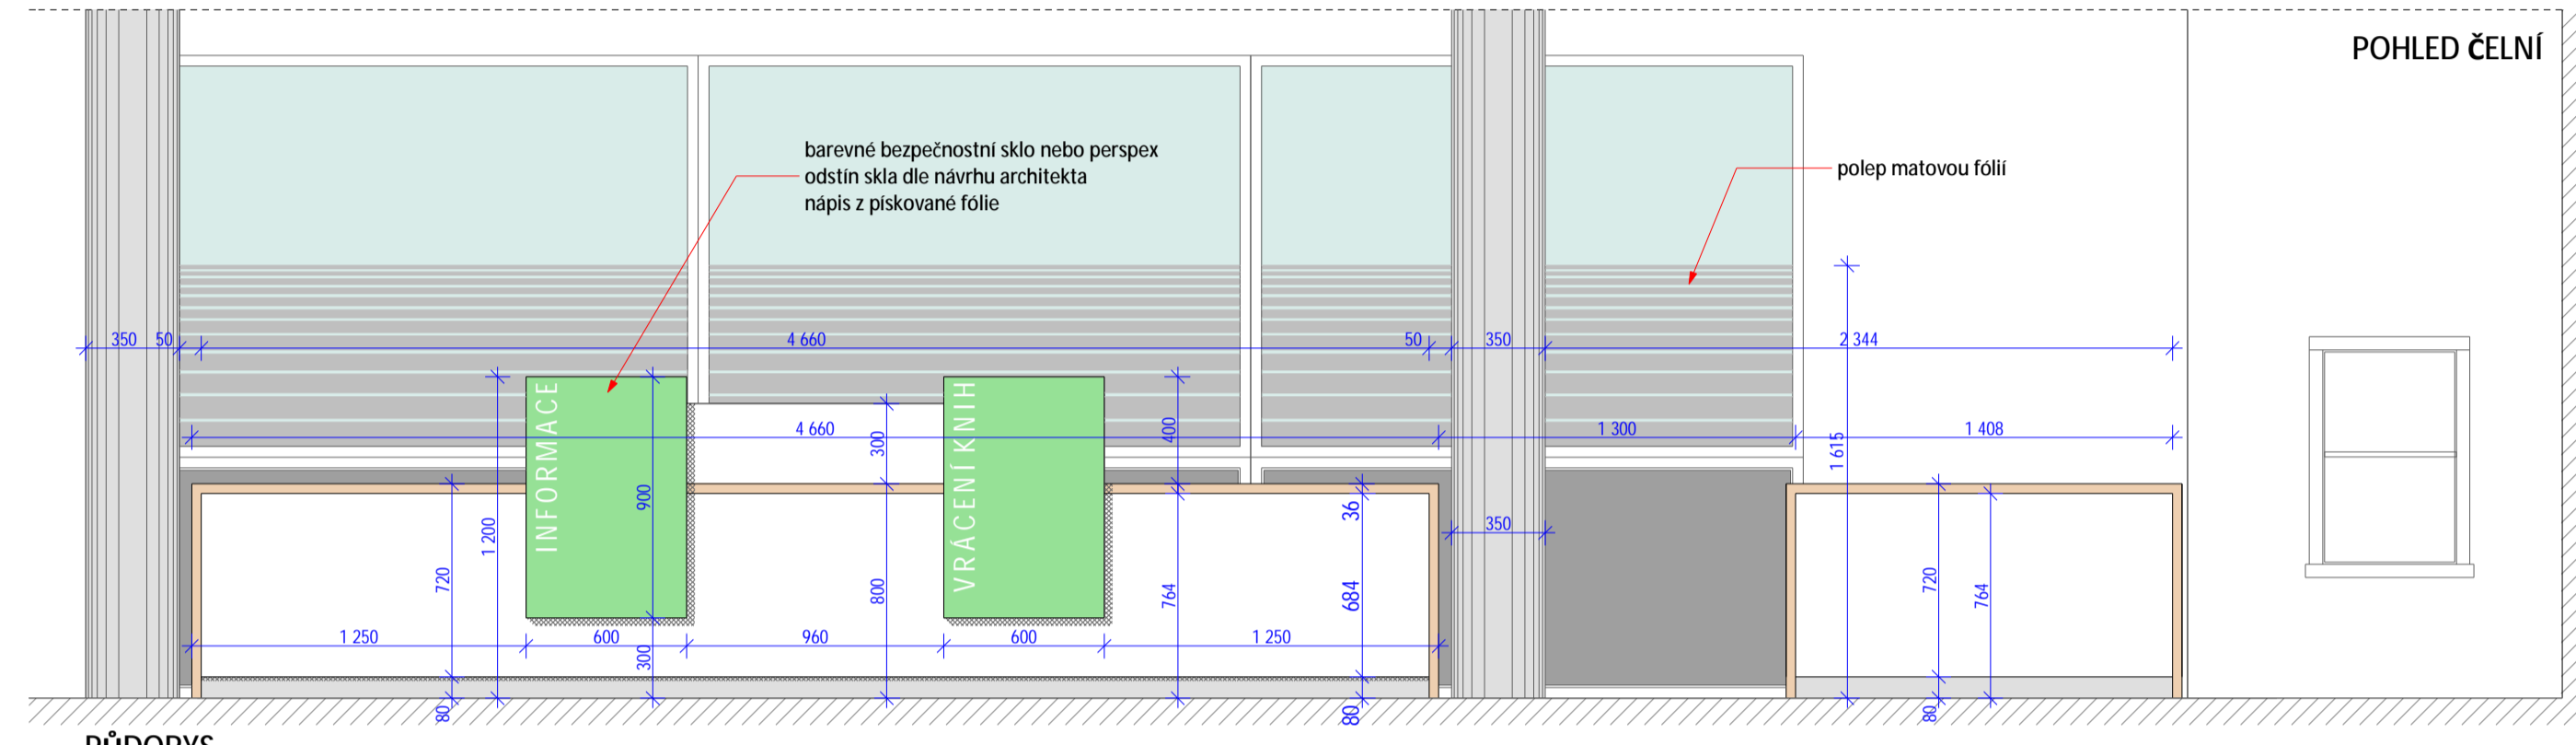 POHLED ČELNÍ
barevné bezpečnostní sklo nebo perspex
odstín skla dle návrhu architekta
nápis z pískované fólie
polep matovou fólií
350 50 4 660 50 350 2 344
INFORMACE
VRÁCENÍ KNIH
4 660 1 300 1 408
300
400
1 615
900
1 200
36
350
720
800
764
684
720
764
1 250 600 960 600 1 250
300
80
80
80
PŮDORYS